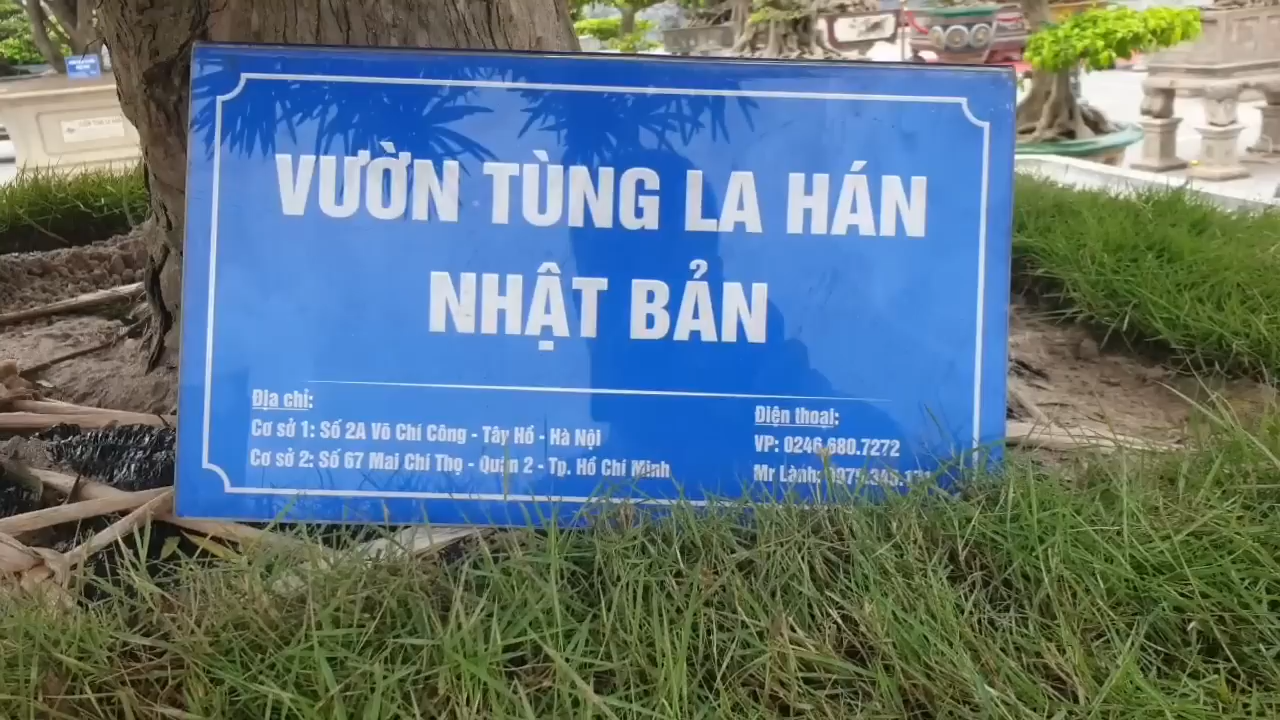 VƯỜN TÙNG LA HÁN
NHẬT BẢN
Địa chỉ:
Cơ sở 1: Số 2A Võ Chí Công - Tây Hồ - Hà Nội
Cơ sở 2: Số 67 Mai Chí Thọ - Quận 2 - Tp. Hồ Chí Minh
Điện thoại:
VP: 0246.680.7272
Mr Lành: